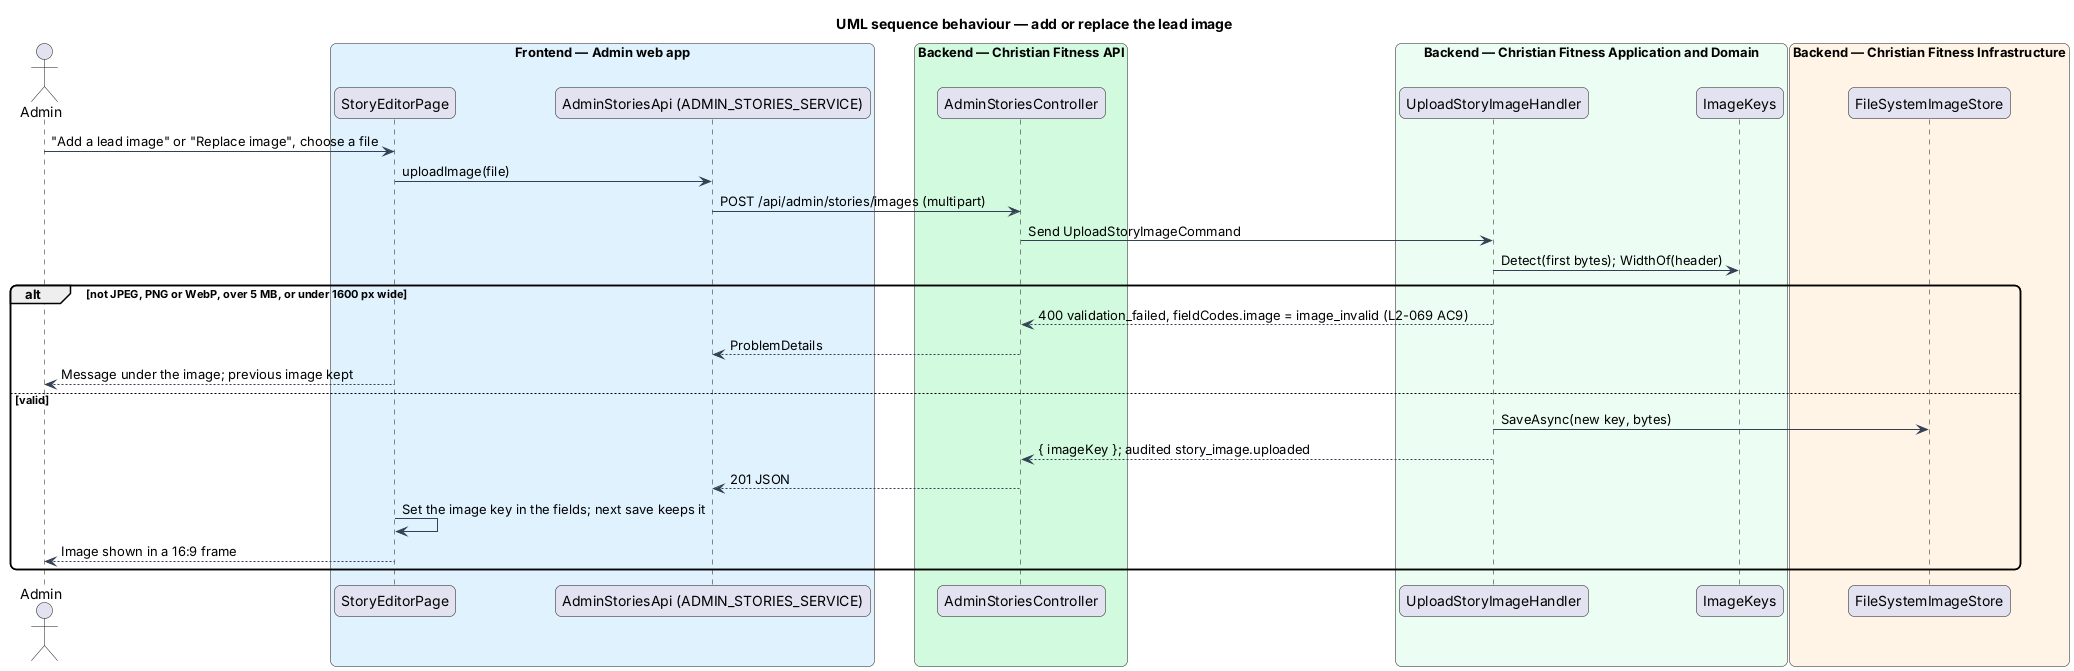 UML sequence behaviour — add or replace the lead image
Frontend — Admin web app
Backend — Christian Fitness API
Backend — Christian Fitness Application and Domain
Backend — Christian Fitness Infrastructure
Admin
StoryEditorPage
AdminStoriesApi (ADMIN_STORIES_SERVICE)
AdminStoriesController
UploadStoryImageHandler
ImageKeys
FileSystemImageStore
"Add a lead image" or "Replace image", choose a file
uploadImage(file)
POST /api/admin/stories/images (multipart)
Send UploadStoryImageCommand
Detect(first bytes); WidthOf(header)
alt
[not JPEG, PNG or WebP, over 5 MB, or under 1600 px wide]
400 validation_failed, fieldCodes.image = image_invalid (L2-069 AC9)
ProblemDetails
Message under the image; previous image kept
[valid]
SaveAsync(new key, bytes)
{ imageKey }; audited story_image.uploaded
201 JSON
Set the image key in the fields; next save keeps it
Image shown in a 16:9 frame
Admin
StoryEditorPage
AdminStoriesApi (ADMIN_STORIES_SERVICE)
AdminStoriesController
UploadStoryImageHandler
ImageKeys
FileSystemImageStore